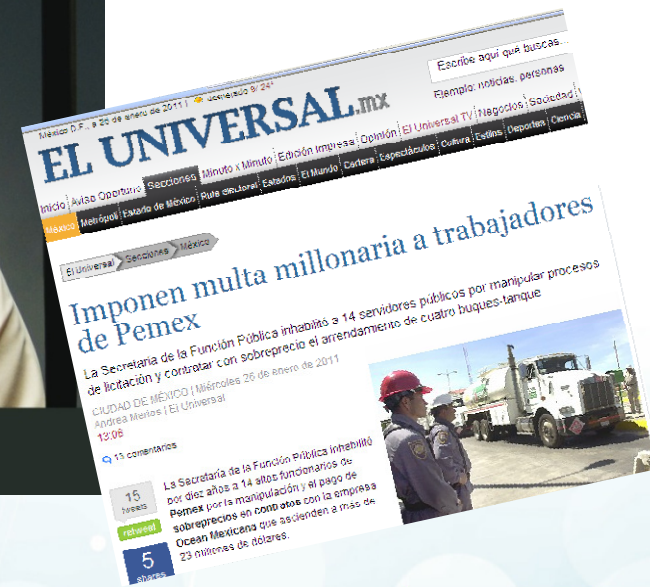 México D.F., a 26 de enero de 2011 | despejado 9/ 24°
Escribe aquí qué buscas...
Ejemplo: noticias, personas
EL UNIVERSAL.mx
Inicio Aviso Oportuno Secciones Minuto x Minuto Edición Impresa Opinión El Universal TV Negocios Sociedad
México Metrópoli Estado de México Ruta electoral Estados El Mundo Cartera Espectáculos Cultura Estilos Deportes Ciencia
El Universal Secciones México
Imponen multa millonaria a trabajadores
de Pemex
La Secretaría de la Función Pública inhabilitó a 14 servidores públicos por manipular procesos
de licitación y contratar con sobreprecio el arrendamiento de cuatro buques-tanque
CIUDAD DE MÉXICO | Miércoles 26 de enero de 2011
Andrea Merlos | El Universal
13:06
13 comentarios
15
tweets
retweet
5
shares
La Secretaría de la Función Pública inhabilitó
por diez años a 14 altos funcionarios de
Pemex por la manipulación y el pago de
sobreprecios en contratos con la empresa
Ocean Mexicano que ascienden a más de
23 millones de dólares.